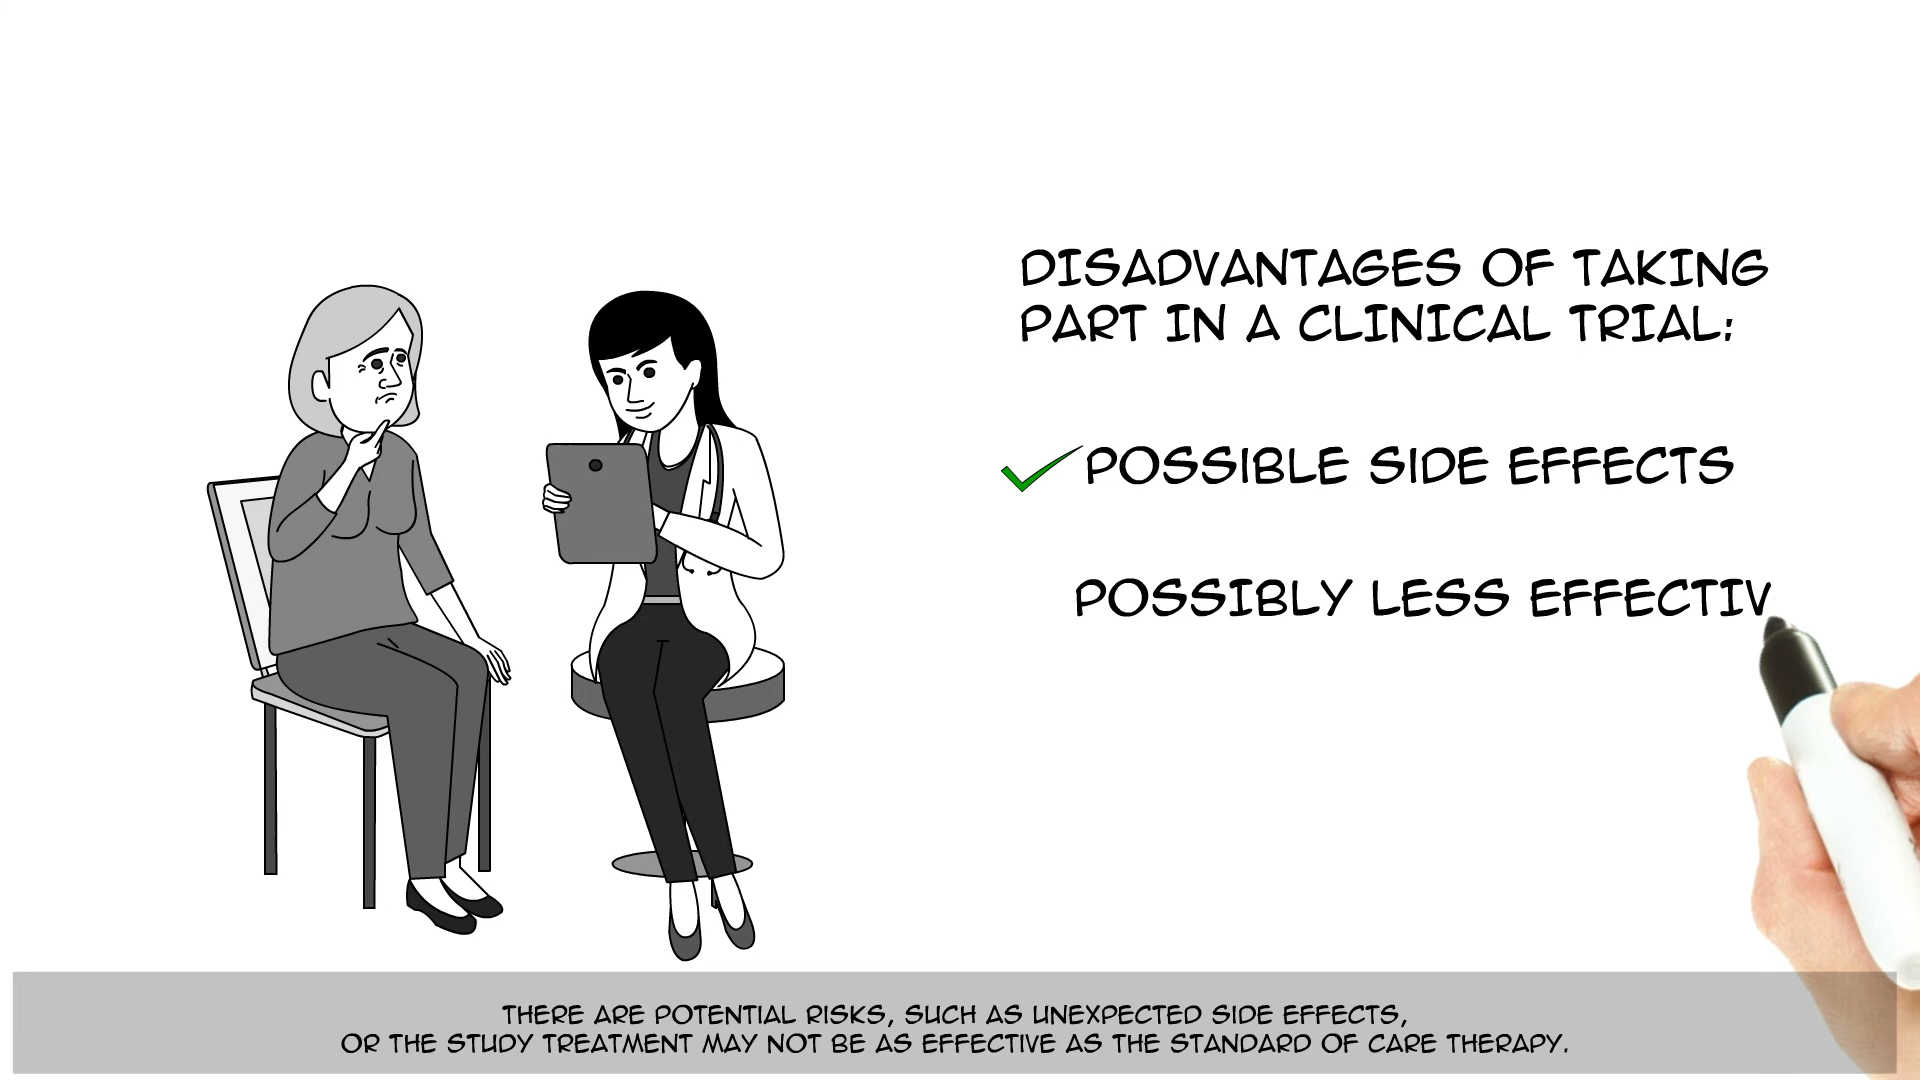 DISADVANTAGES OF TAKING
PART IN A CLINICAL TRIAL:
POSSIBLE SIDE EFFECTS
POSSIBLY LESS EFFECTIV
THERE ARE POTENTIAL RISKS, SUCH AS UNEXPECTED SIDE EFFECTS,
OR THE STUDY TREATMENT MAY NOT BE AS EFFECTIVE AS THE STANDARD OF CARE THERAPY.